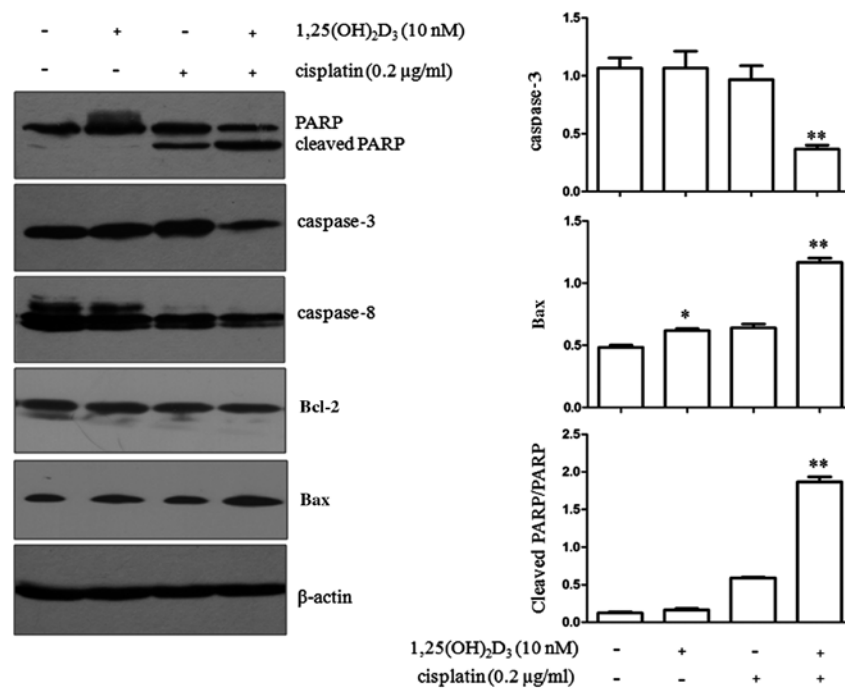 - + - + 1,25(OH)₂D₃ (10 nM)
- - + + cisplatin (0.2 µg/ml)
PARP
cleaved PARP
caspase-3
caspase-8
Bcl-2
Bax
β-actin
caspase-3
1.5
1.0
0.5
0.0
**
Bax
1.5
1.0
0.5
0.0
*
**
Cleaved PARP/PARP
2.5
2.0
1.5
1.0
0.5
0.0
**
1,25(OH)₂D₃ (10 nM) - + - +
cisplatin (0.2 µg/ml) - - + +